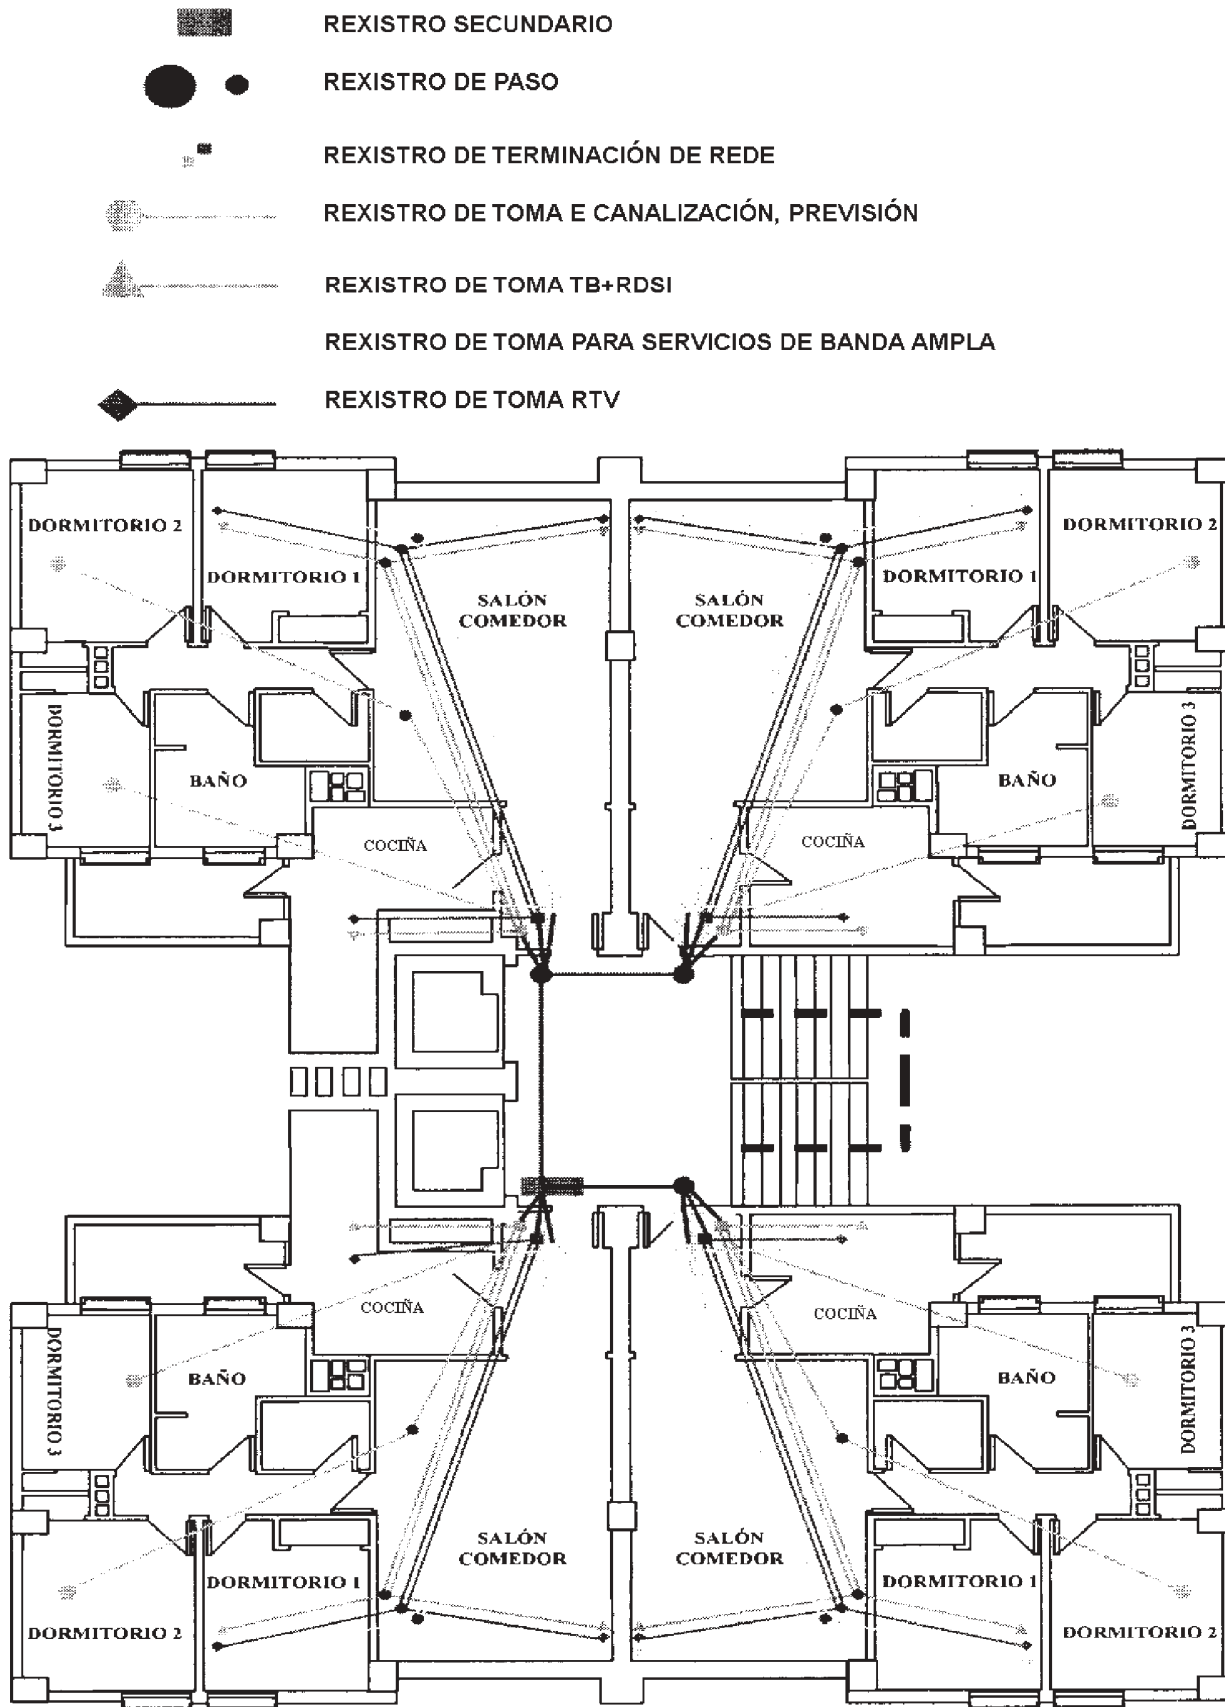 REXISTRO SECUNDARIO
REXISTRO DE PASO
REXISTRO DE TERMINACIÓN DE REDE
REXISTRO DE TOMA E CANALIZACIÓN, PREVISIÓN
REXISTRO DE TOMA TB+RDSI
REXISTRO DE TOMA PARA SERVICIOS DE BANDA AMPLA
REXISTRO DE TOMA RTV
DORMITORIO 2
DORMITORIO 1
SALÓN
COMEDOR
SALÓN
COMEDOR
DORMITORIO 1
DORMITORIO 2
DORMITORIO 3
BAÑO
COCIÑA
COCIÑA
BAÑO
DORMITORIO 3
DORMITORIO 3
BAÑO
COCIÑA
COCIÑA
BAÑO
DORMITORIO 3
DORMITORIO 2
DORMITORIO 1
SALÓN
COMEDOR
SALÓN
COMEDOR
DORMITORIO 1
DORMITORIO 2